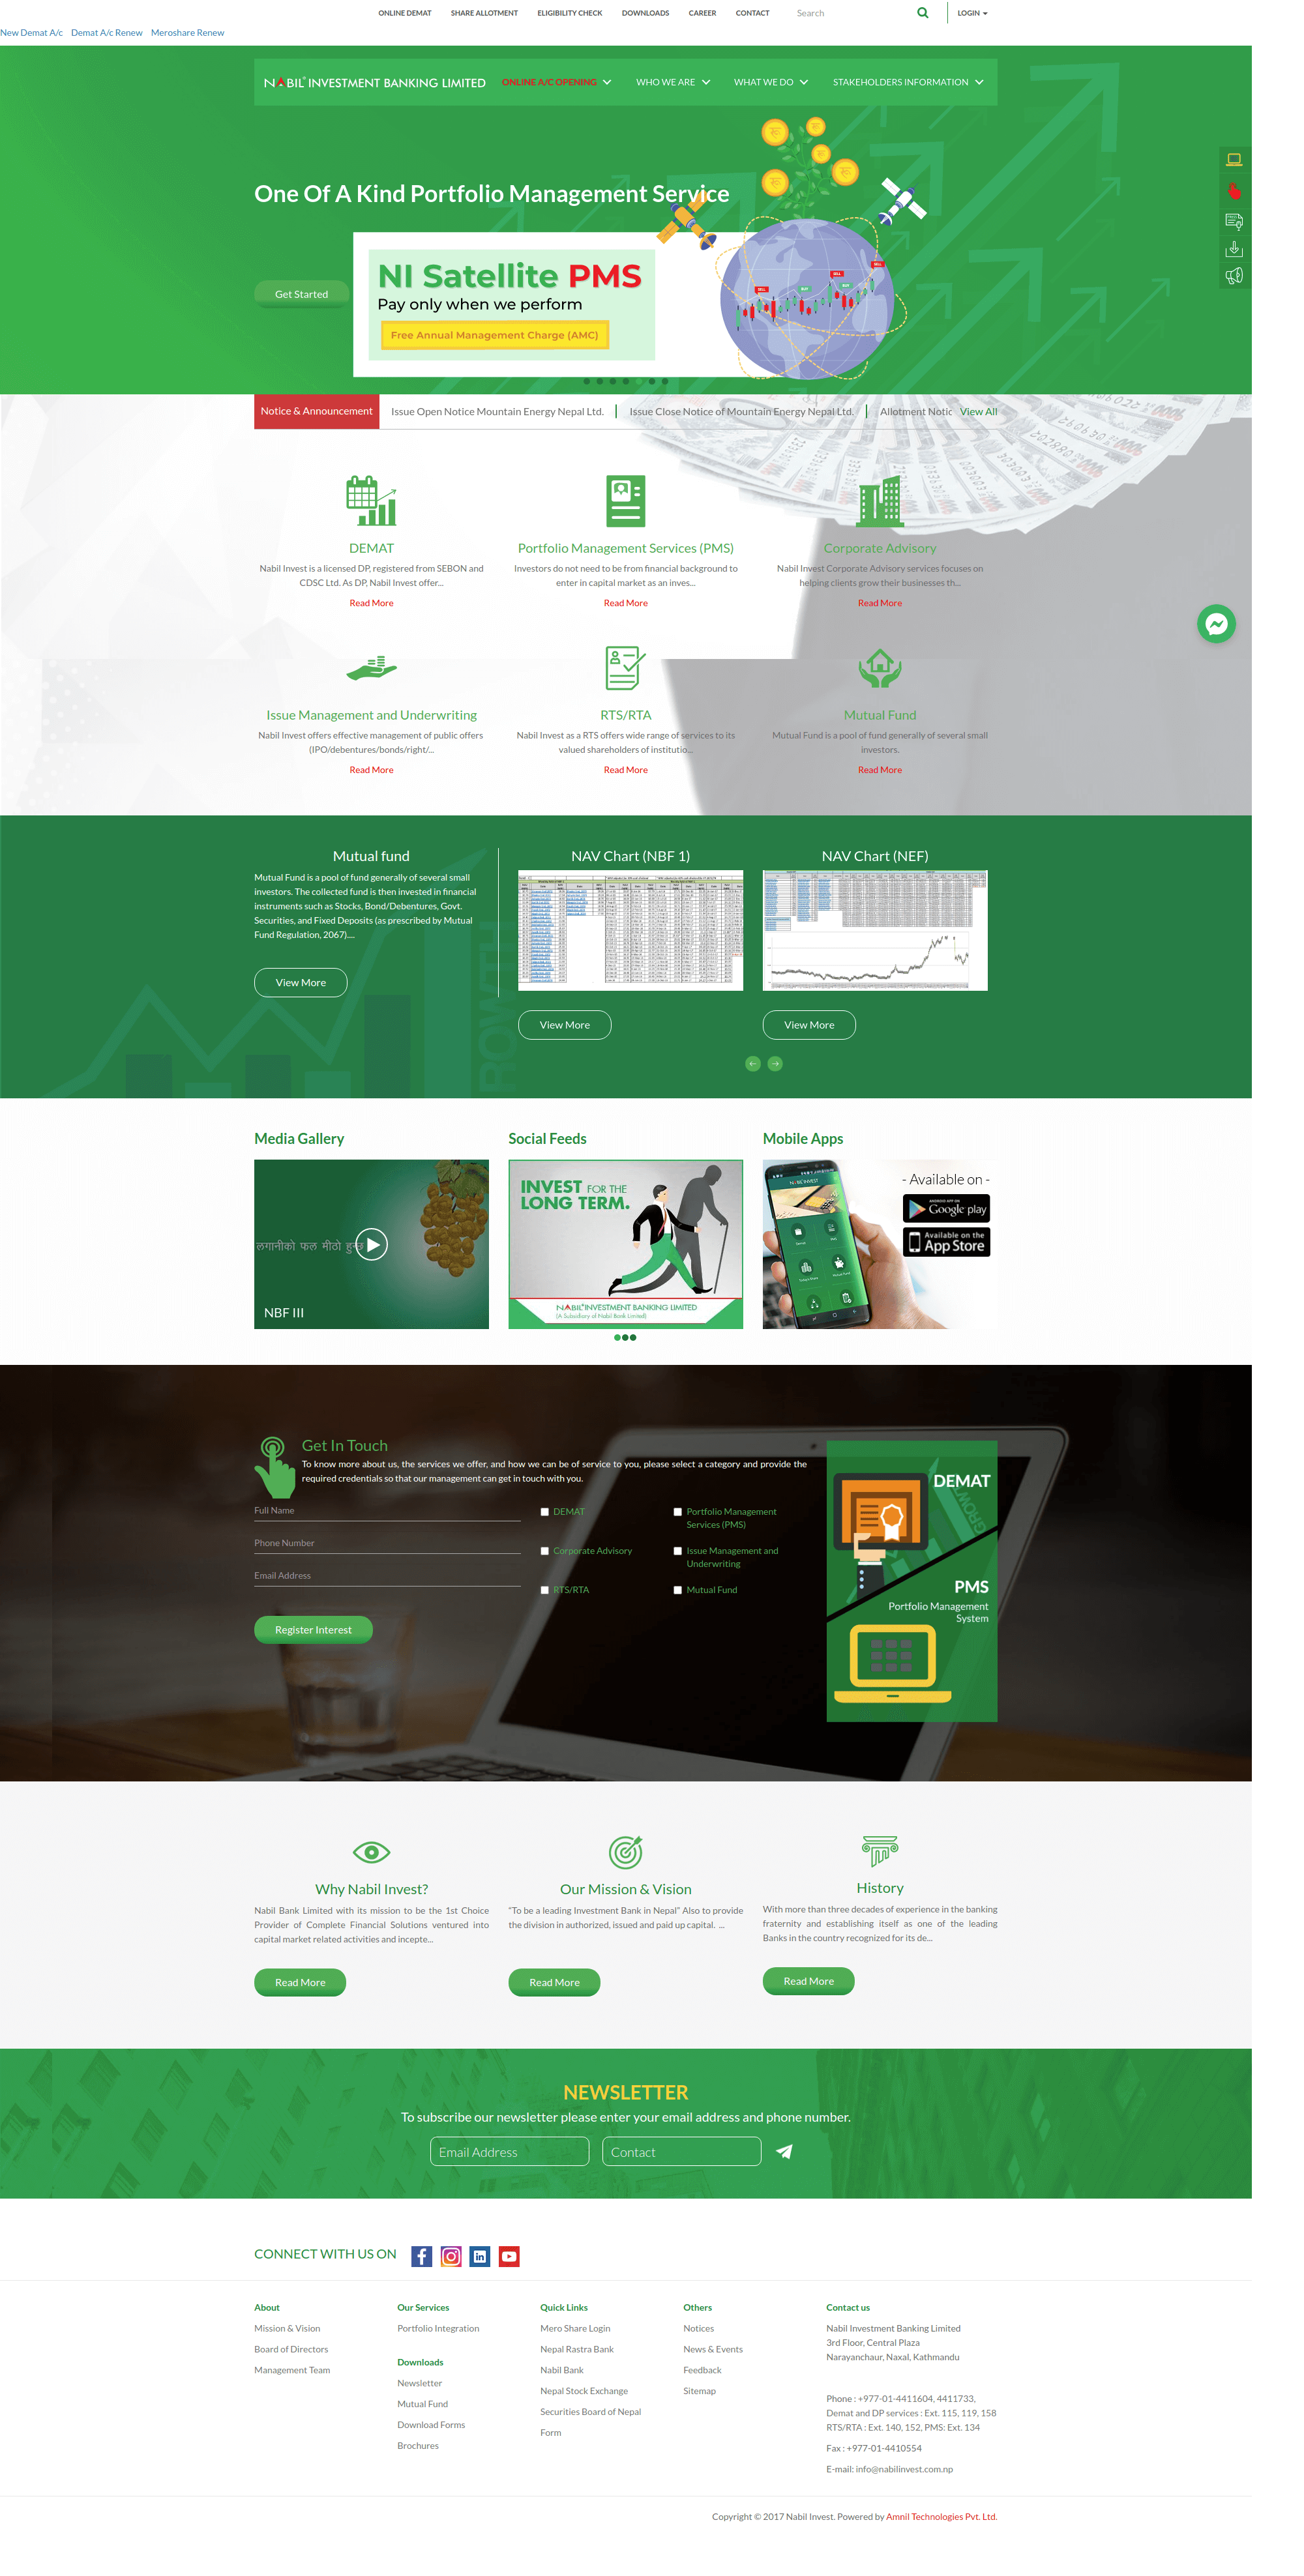 ONLINE DEMAT SHARE ALLOTMENT ELIGIBILITY CHECK DOWNLOADS CAREER CONTACT Search LOGIN
New Demat A/c Demat A/c Renew Meroshare Renew
NABIL INVESTMENT BANKING LIMITED ONLINE A/C OPENING WHO WE ARE WHAT WE DO STAKEHOLDERS INFORMATION
One Of A Kind Portfolio Management Service
NI Satellite PMS
Pay only when we perform
Free Annual Management Charge (AMC)
Get Started
SELL
SELL
SELL
BUY
BUY
Notice & Announcement Issue Open Notice Mountain Energy Nepal Ltd. Issue Close Notice of Mountain Energy Nepal Ltd. Allotment Notic View All
DEMAT
Nabil Invest is a licensed DP, registered from SEBON and
CDSC Ltd. As DP, Nabil Invest offer...
Read More
Portfolio Management Services (PMS)
Investors do not need to be from financial background to
enter in capital market as an inves...
Read More
Corporate Advisory
Nabil Invest Corporate Advisory services focuses on
helping clients grow their businesses th...
Read More
Issue Management and Underwriting
Nabil Invest offers effective management of public offers
(IPO/debentures/bonds/right/...
Read More
RTS/RTA
Nabil Invest as a RTS offers wide range of services to its
valued shareholders of institutio...
Read More
Mutual Fund
Mutual Fund is a pool of fund generally of several small
investors.
Read More
Mutual fund
Mutual Fund is a pool of fund generally of several small
investors. The collected fund is then invested in financial
instruments such as Stocks, Bond/Debentures, Govt.
Securities, and Fixed Deposits (as prescribed by Mutual
Fund Regulation, 2067)....
View More
NAV Chart (NBF 1)
View More
NAV Chart (NEF)
View More
Media Gallery
लगानीको फल मीठो हुन्छ
NBF III
Social Feeds
INVEST FOR THE
LONG TERM.
NABIL INVESTMENT BANKING LIMITED
(A Subsidiary of Nabil Bank Limited)
Mobile Apps
- Available on -
ANDROID APP ON
Google play
Available on the
App Store
NABIL INVEST
Get In Touch
To know more about us, the services we offer, and how we can be of service to you, please select a category and provide the
required credentials so that our management can get in touch with you.
Full Name
Phone Number
Email Address
Register Interest
DEMAT
Portfolio Management
Services (PMS)
Corporate Advisory
Issue Management and
Underwriting
RTS/RTA
Mutual Fund
DEMAT
GROWTH
PMS
Portfolio Management
System
Why Nabil Invest?
Nabil Bank Limited with its mission to be the 1st Choice
Provider of Complete Financial Solutions ventured into
capital market related activities and incepte...
Read More
Our Mission & Vision
“To be a leading Investment Bank in Nepal” Also to provide
the division in authorized, issued and paid up capital. ...
Read More
History
With more than three decades of experience in the banking
fraternity and establishing itself as one of the leading
Banks in the country recognized for its de...
Read More
NEWSLETTER
To subscribe our newsletter please enter your email address and phone number.
Email Address Contact
CONNECT WITH US ON
About
Mission & Vision
Board of Directors
Management Team
Our Services
Portfolio Integration
Downloads
Newsletter
Mutual Fund
Download Forms
Brochures
Quick Links
Mero Share Login
Nepal Rastra Bank
Nabil Bank
Nepal Stock Exchange
Securities Board of Nepal
Form
Others
Notices
News & Events
Feedback
Sitemap
Contact us
Nabil Investment Banking Limited
3rd Floor, Central Plaza
Narayanchaur, Naxal, Kathmandu
Phone : +977-01-4411604, 4411733,
Demat and DP services : Ext. 115, 119, 158
RTS/RTA : Ext. 140, 152, PMS: Ext. 134
Fax : +977-01-4410554
E-mail: info@nabilinvest.com.np
Copyright © 2017 Nabil Invest. Powered by Amnil Technologies Pvt. Ltd.